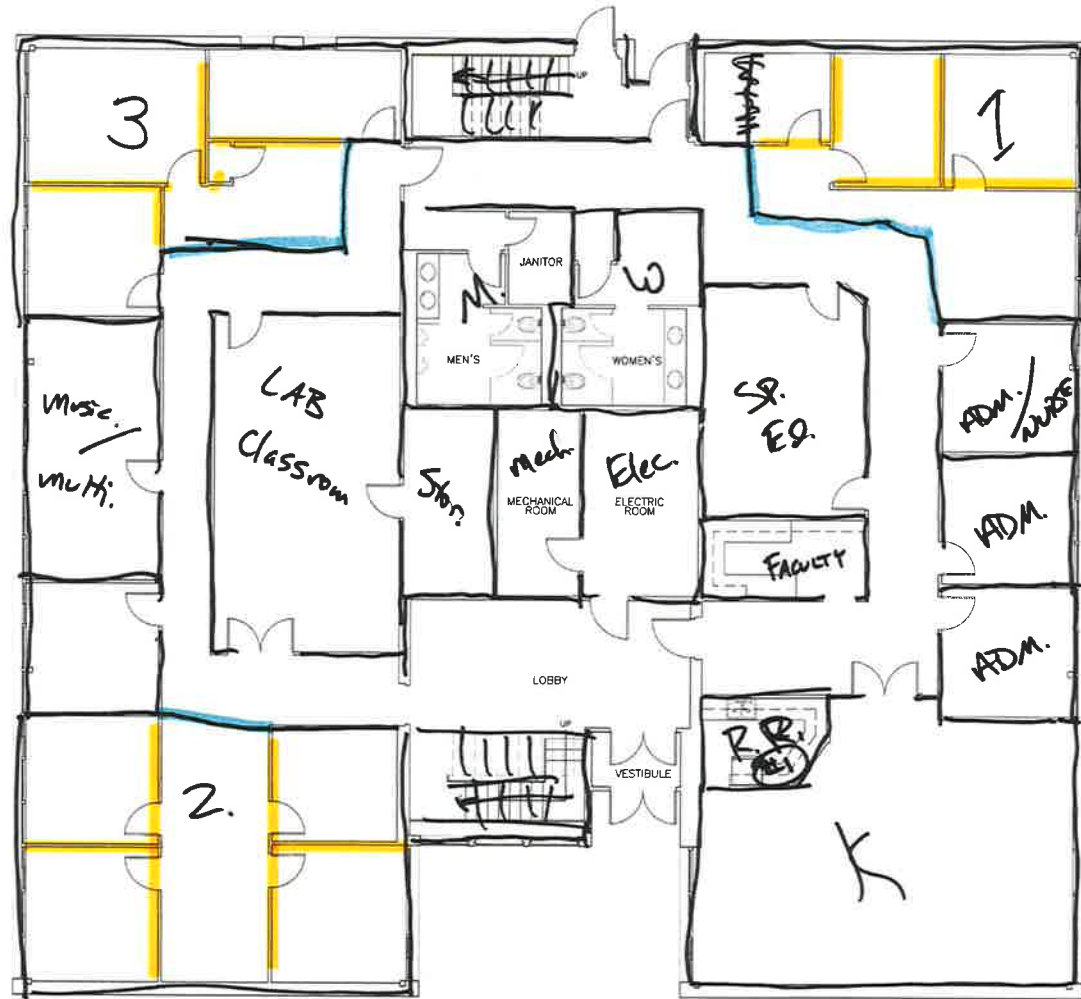 UP
3
1
JANITOR
M.
W
MEN'S
WOMEN'S
LAB
Classroom
SP.
ED.
Music /
Multi.
ADM. / NURSE
Stor.
Mech.
MECHANICAL
ROOM
Elec.
ELECTRIC
ROOM
ADM.
FACULTY
ADM.
LOBBY
UP
R.R.
VESTIBULE
2.
K